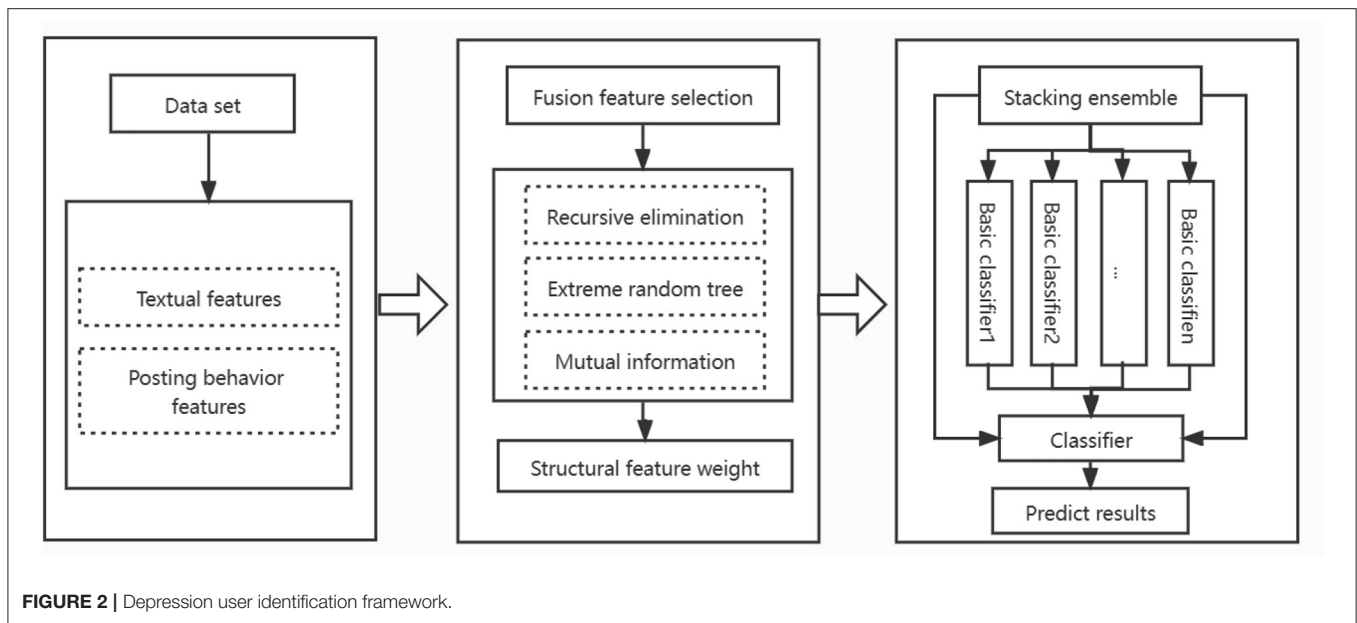 Data set
Textual features
Posting behavior
features
Fusion feature selection
Recursive elimination
Extreme random tree
Mutual information
Structural feature weight
Stacking ensemble
Basic classifier1
Basic classifier2
...
Basic classifien
Classifier
Predict results
FIGURE 2 | Depression user identification framework.